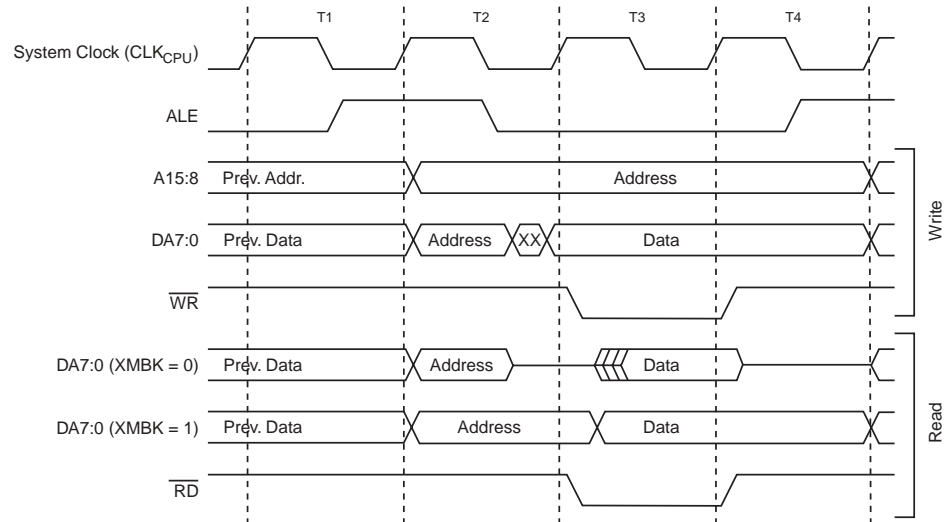 T1 T2 T3 T4
System Clock (CLKCPU)
ALE
A15:8 Prev. Addr. Address
DA7:0 Prev. Data Address XX Data
WR
Write
DA7:0 (XMBK = 0) Prev. Data Address Data
DA7:0 (XMBK = 1) Prev. Data Address Data
RD
Read